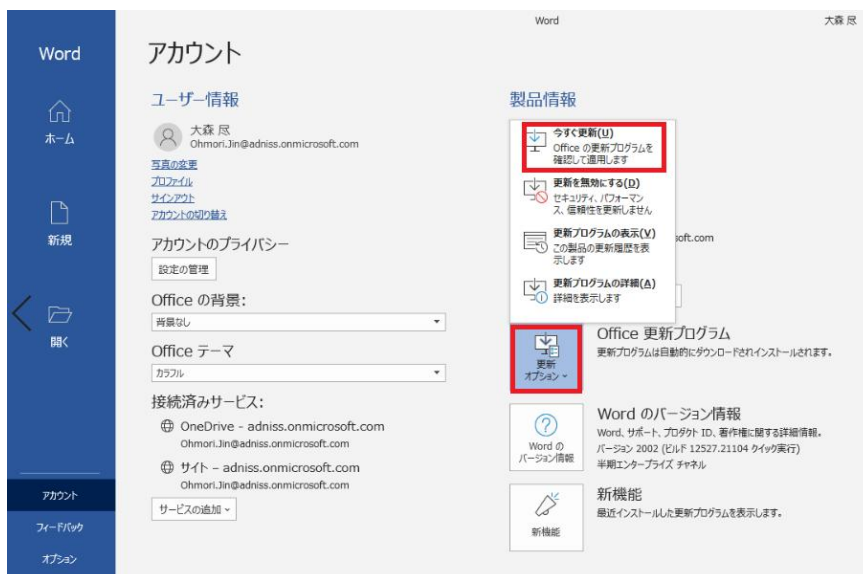 Word
大森 尽
Word
アカウント
ホーム
新規
開く
アカウント
フィードバック
オプション
ユーザー情報
大森 尽
Ohmori.Jin@adniss.onmicrosoft.com
写真の変更
プロファイル
サインアウト
アカウントの切り替え
アカウントのプライバシー
設定の管理
Office の背景:
背景なし
Office テーマ
カラフル
接続済みサービス:
OneDrive - adniss.onmicrosoft.com
Ohmori.Jin@adniss.onmicrosoft.com
サイト – adniss.onmicrosoft.com
Ohmori.Jin@adniss.onmicrosoft.com
サービスの追加
製品情報
今すぐ更新(U)
Office の更新プログラムを
確認して適用します
更新を無効にする(D)
セキュリティ、パフォーマン
ス、信頼性を更新しません
更新プログラムの表示(V)
この製品の更新履歴を表
示します
soft.com
更新プログラムの詳細(A)
詳細を表示します
更新
オプション
Office 更新プログラム
更新プログラムは自動的にダウンロードされインストールされます。
Word の
バージョン情報
Word のバージョン情報
Word、サポート、プロダクト ID、著作権に関する詳細情報。
バージョン 2002 (ビルド 12527.21104 クイック実行)
半期エンタープライズ チャネル
新機能
新機能
最近インストールした更新プログラムを表示します。